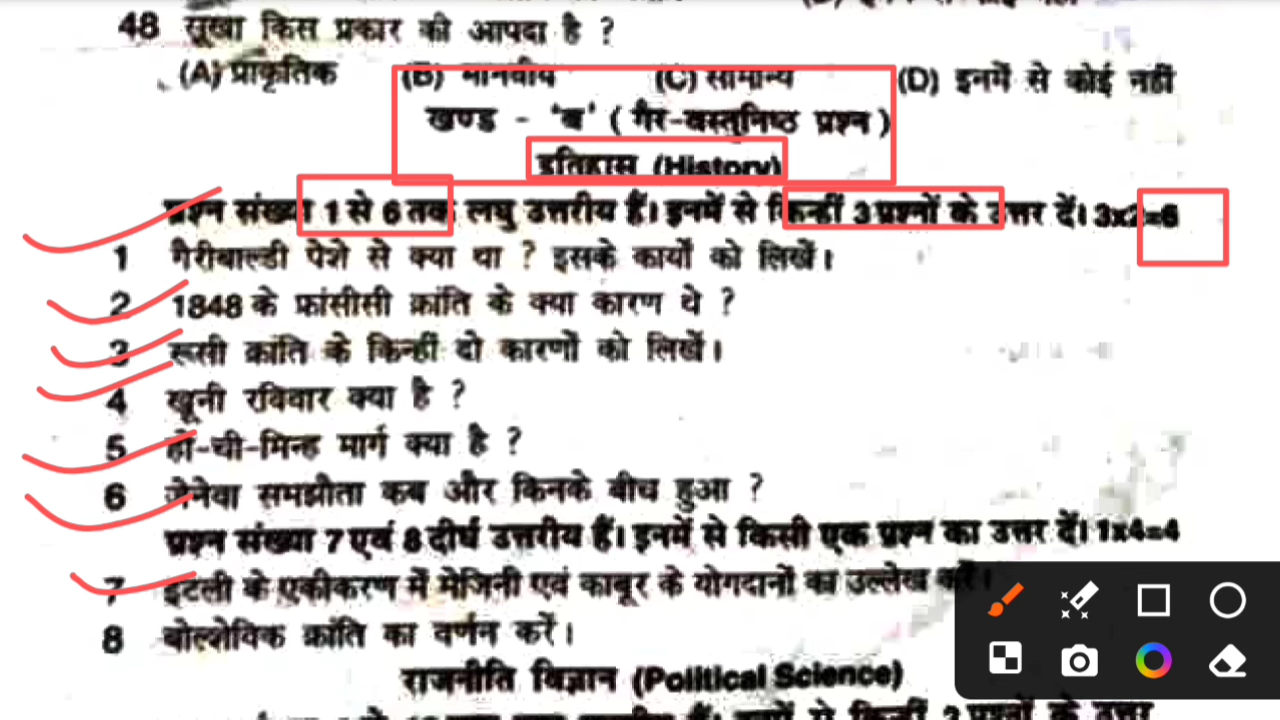 48 सूखा किस प्रकार की आपदा है ?
(A) प्राकृतिक (B) मानवीय (C) सामान्य (D) इनमें से कोई नहीं
खण्ड - 'ब' ( गैर-वस्तुनिष्ठ प्रश्न )
इतिहास (History)
प्रश्न संख्या 1 से 6 तक लघु उत्तरीय हैं। इनमें से किन्हीं 3 प्रश्नों के उत्तर दें। 3x2=6
1 गैरीबाल्डी पेशे से क्या था ? इसके कार्यों को लिखें।
2 1848 के फ्रांसीसी क्रांति के क्या कारण थे ?
3 रूसी क्रांति के किन्हीं दो कारणों को लिखें।
4 खूनी रविवार क्या है ?
5 हो-ची-मिन्ह मार्ग क्या है ?
6 जेनेवा समझौता कब और किनके बीच हुआ ?
प्रश्न संख्या 7 एवं 8 दीर्घ उत्तरीय हैं। इनमें से किसी एक प्रश्न का उत्तर दें। 1x4=4
7 इटली के एकीकरण में मेजिनी एवं काबूर के योगदानों का उल्लेख करें।
8 बोल्शेविक क्रांति का वर्णन करें।
राजनीति विज्ञान (Political Science)